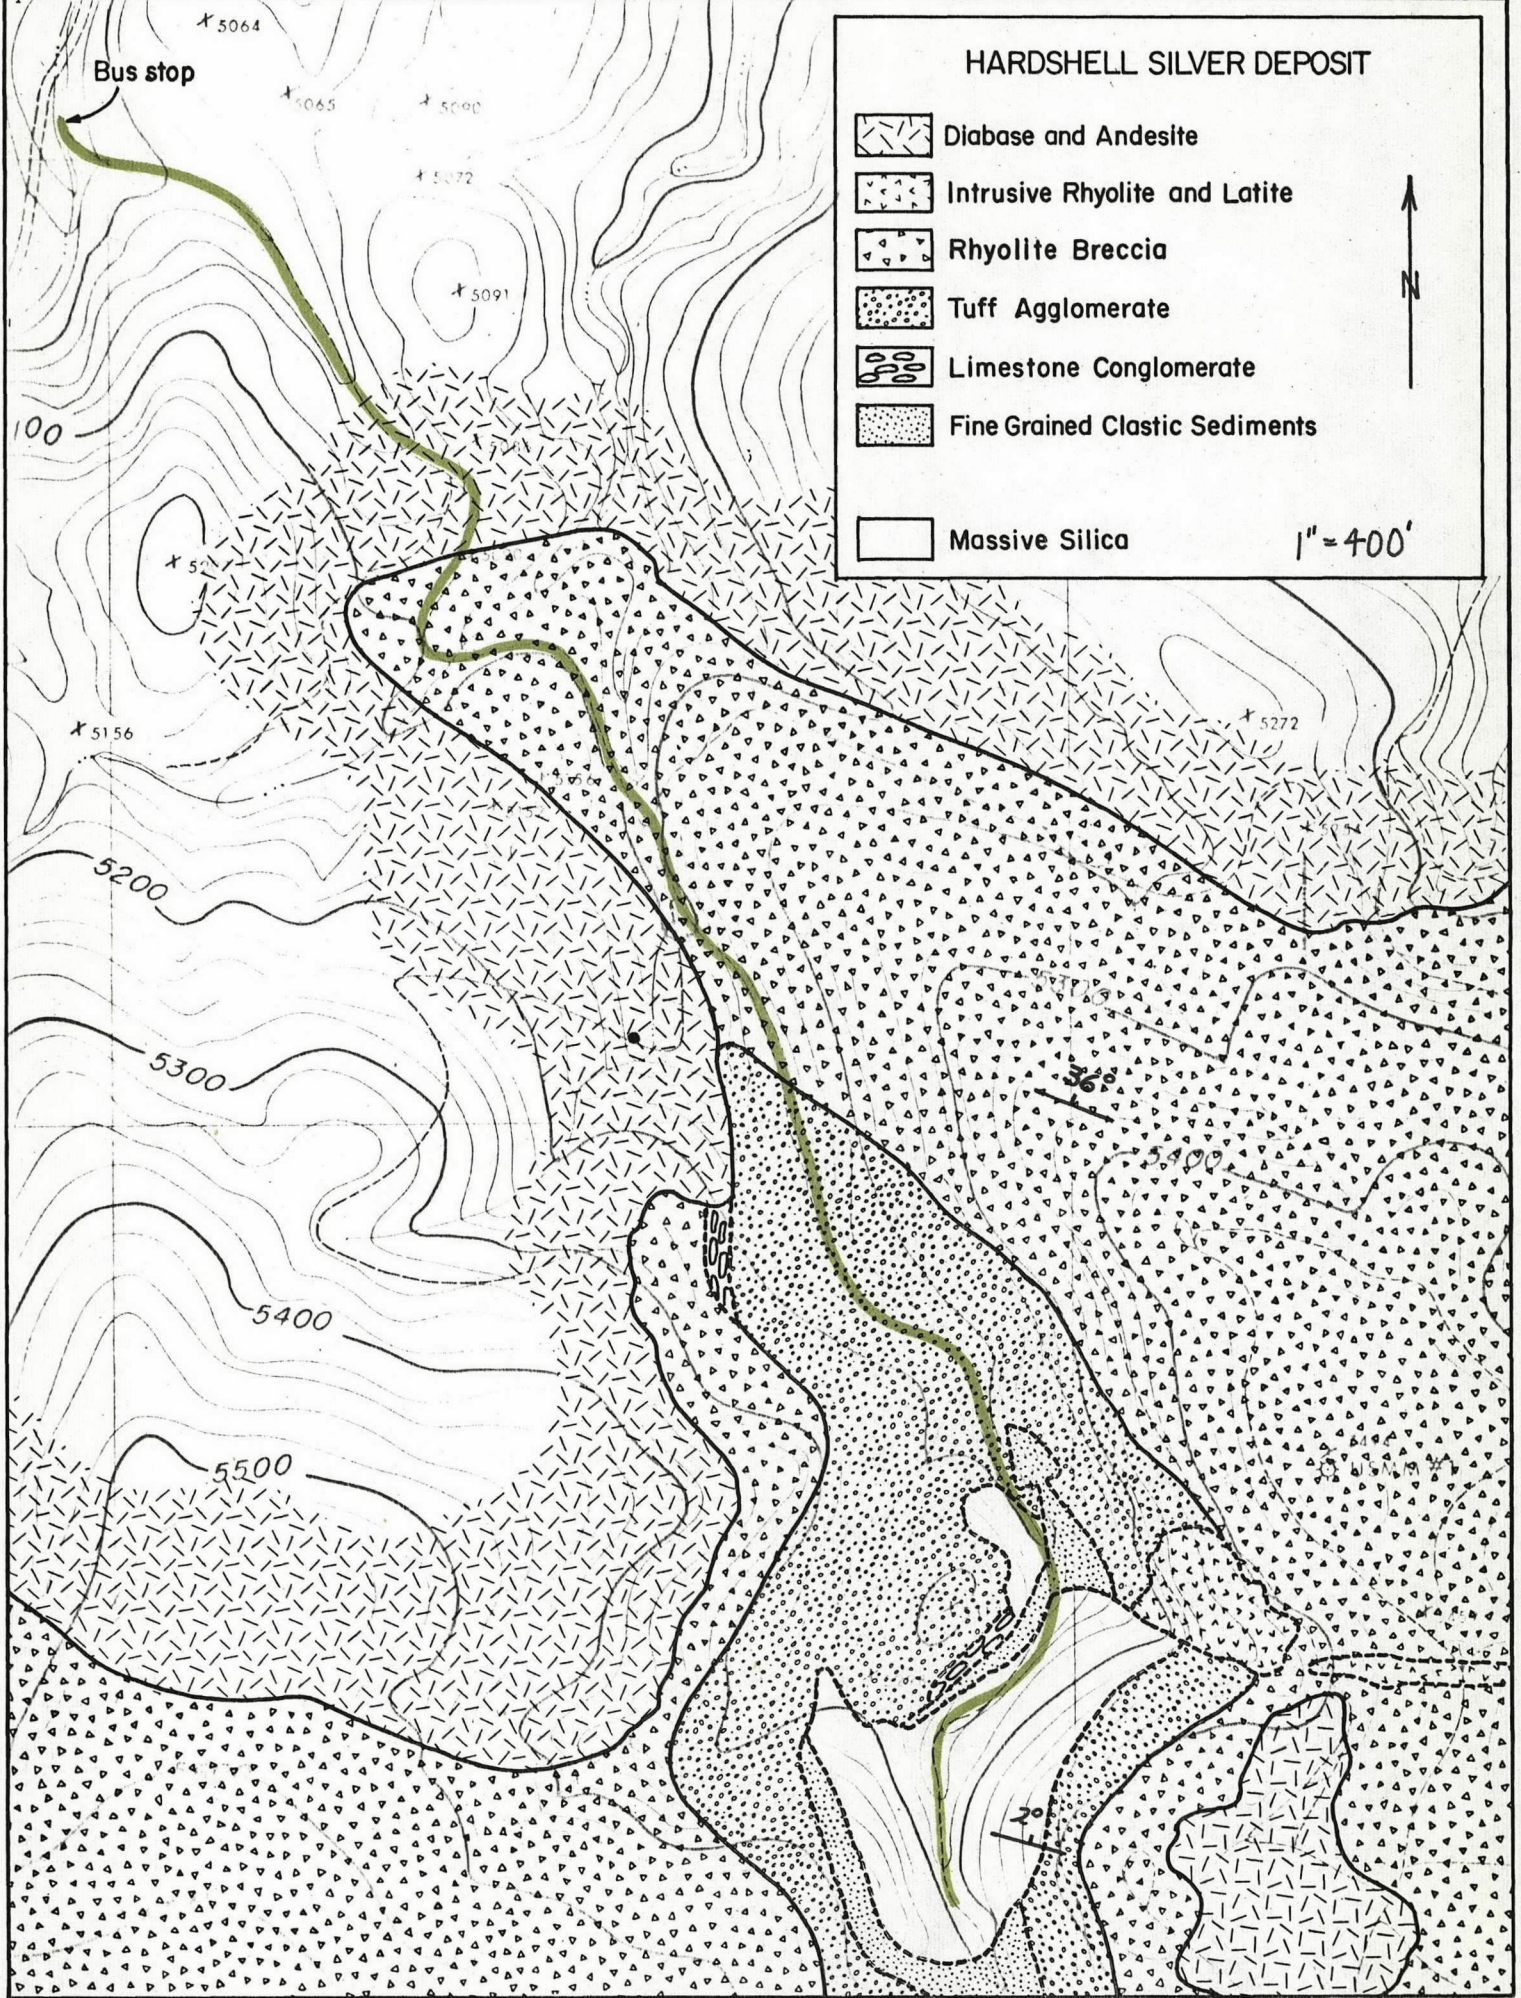 5064
Bus stop
5065
5090
5072
5091
HARDSHELL SILVER DEPOSIT
Diabase and Andesite
Intrusive Rhyolite and Latite
Rhyolite Breccia
Tuff Agglomerate
Limestone Conglomerate
Fine Grained Clastic Sediments
Massive Silica
1"=400'
N
100
5156
5272
5200
5300
36°
5400
5400
5500
2°